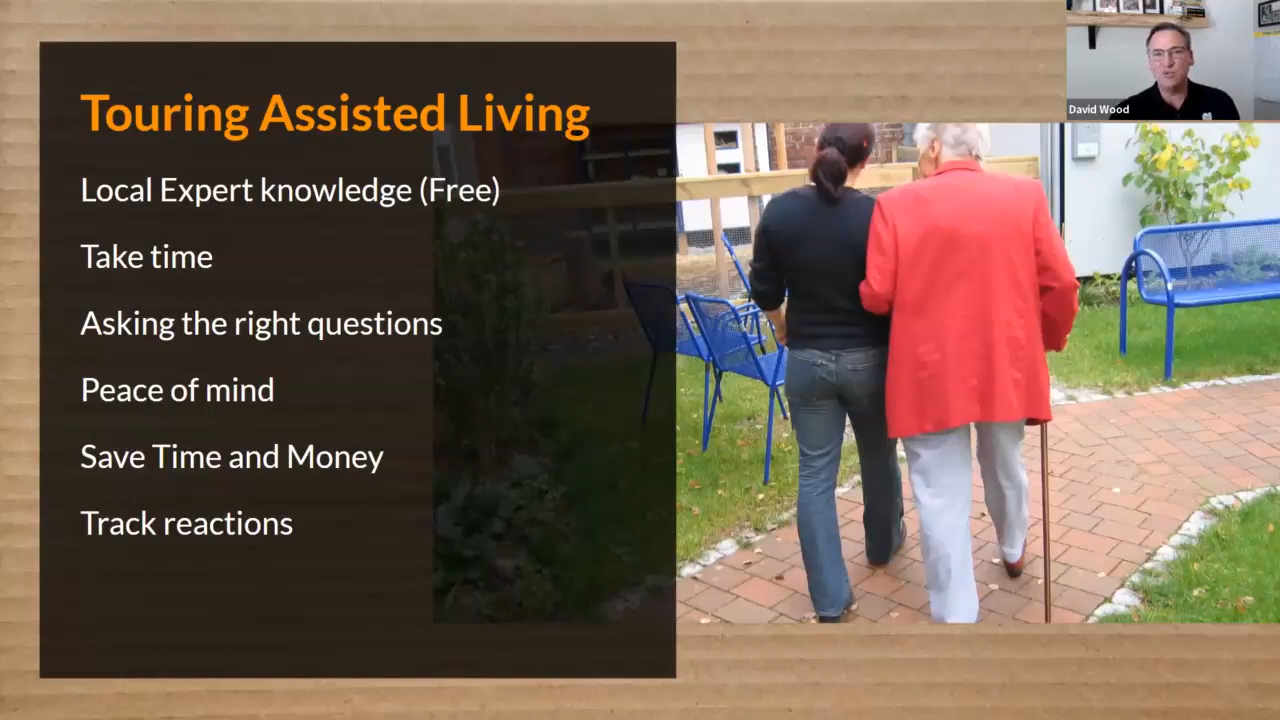 Touring Assisted Living
Local Expert knowledge (Free)
Take time
Asking the right questions
Peace of mind
Save Time and Money
Track reactions
David Wood